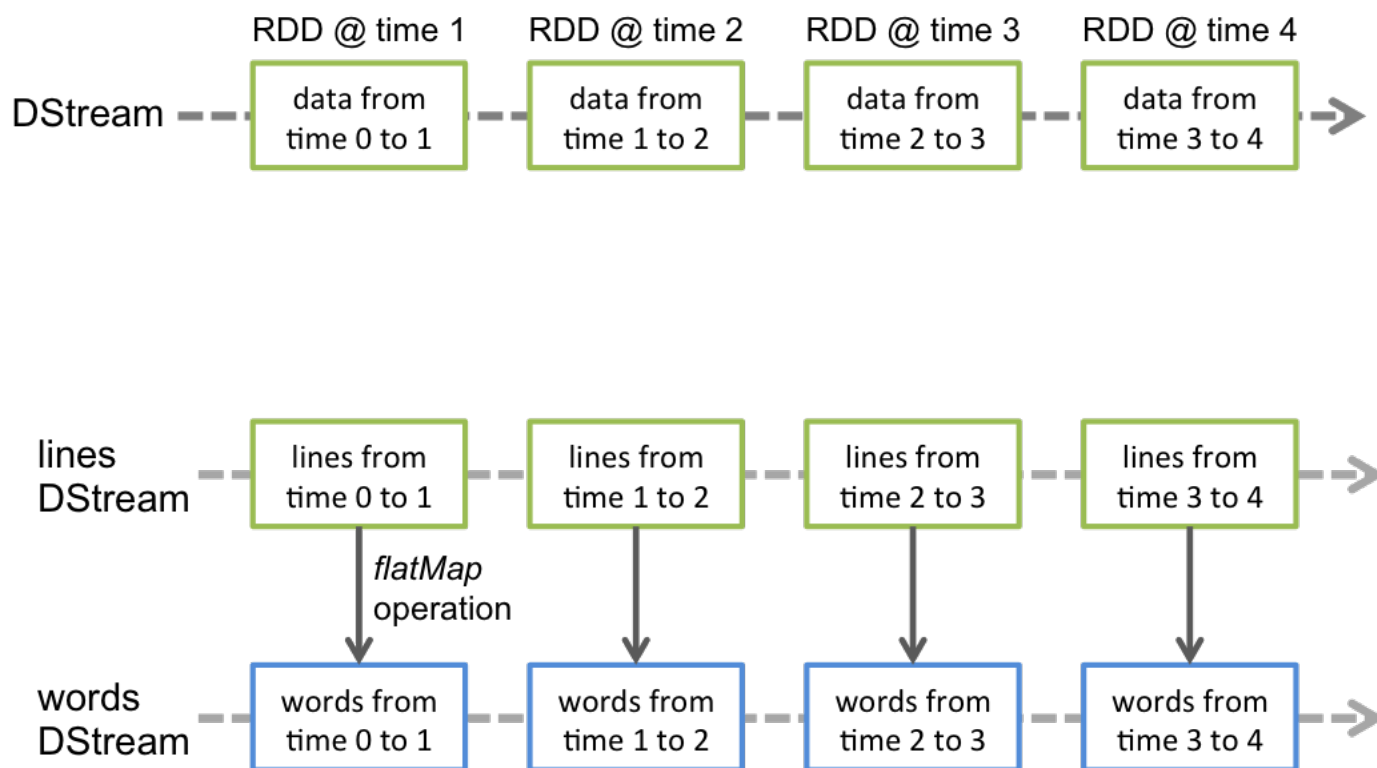 RDD @ time 1 RDD @ time 2 RDD @ time 3 RDD @ time 4
DStream
data from
time 0 to 1
data from
time 1 to 2
data from
time 2 to 3
data from
time 3 to 4
lines
DStream
lines from
time 0 to 1
lines from
time 1 to 2
lines from
time 2 to 3
lines from
time 3 to 4
flatMap
operation
words
DStream
words from
time 0 to 1
words from
time 1 to 2
words from
time 2 to 3
words from
time 3 to 4